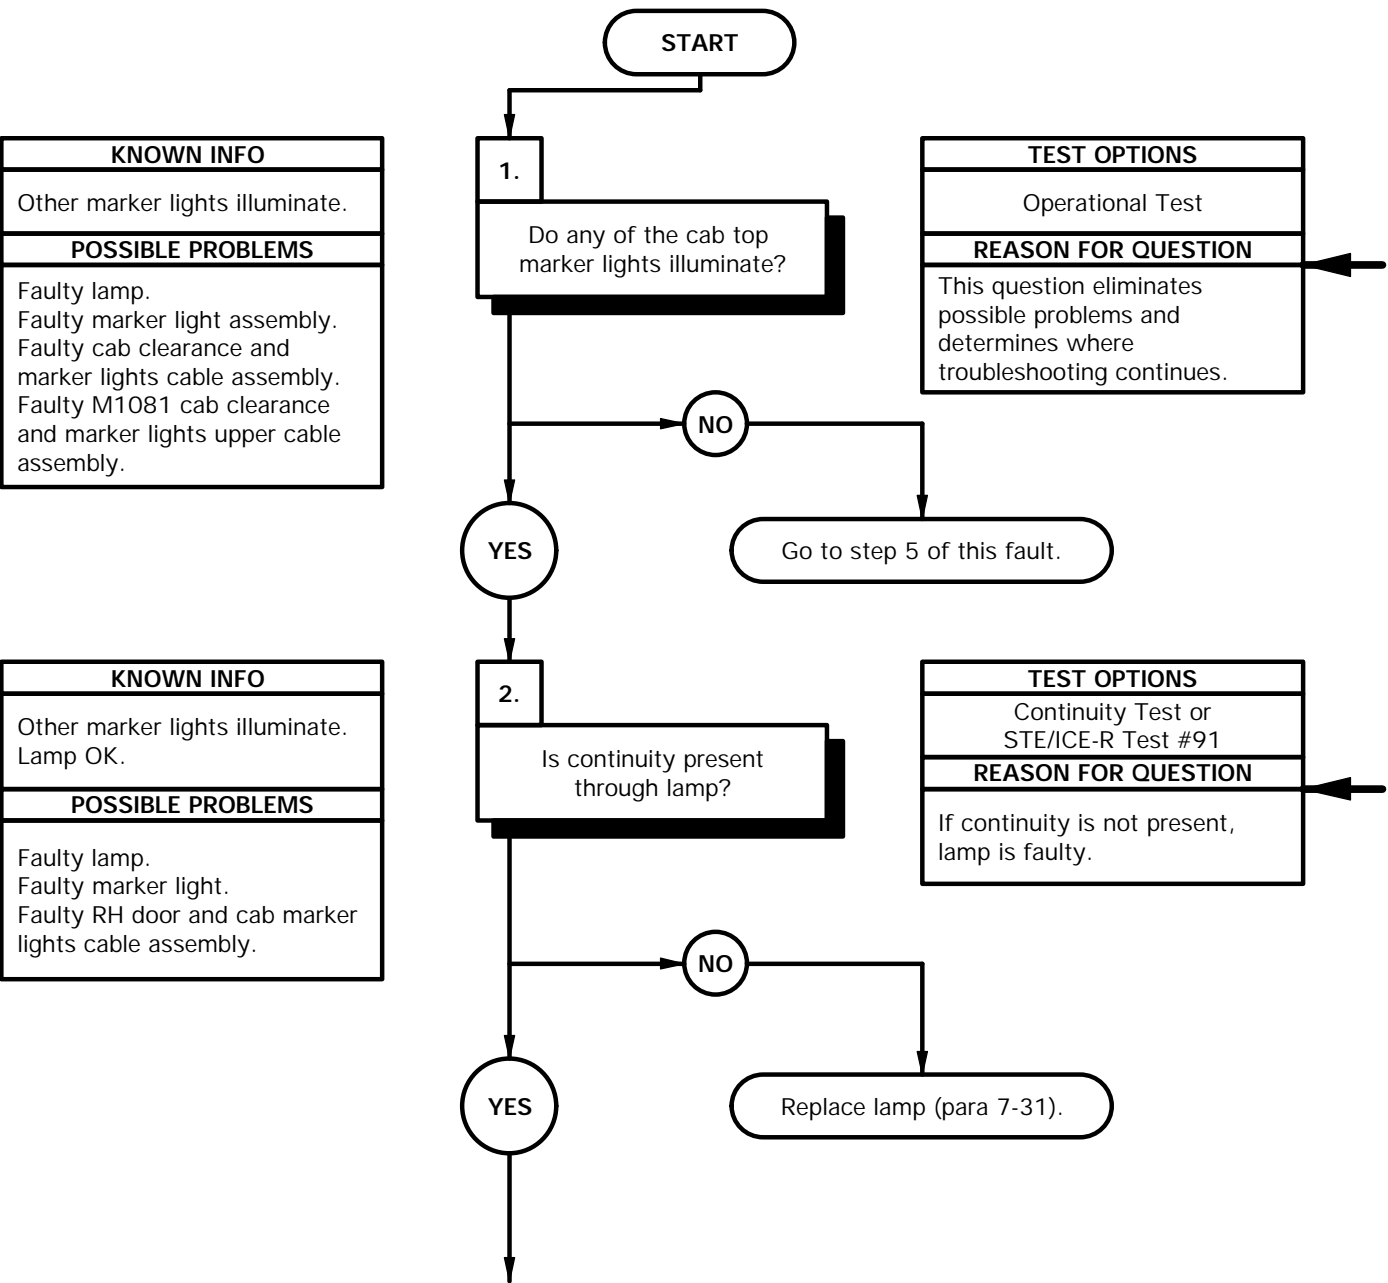 START
KNOWN INFO
Other marker lights illuminate.
POSSIBLE PROBLEMS
Faulty lamp.
Faulty marker light assembly.
Faulty cab clearance and
marker lights cable assembly.
Faulty M1081 cab clearance
and marker lights upper cable
assembly.
1.
Do any of the cab top
marker lights illuminate?
TEST OPTIONS
Operational Test
REASON FOR QUESTION
This question eliminates
possible problems and
determines where
troubleshooting continues.
NO
YES
Go to step 5 of this fault.
KNOWN INFO
Other marker lights illuminate.
Lamp OK.
POSSIBLE PROBLEMS
Faulty lamp.
Faulty marker light.
Faulty RH door and cab marker
lights cable assembly.
2.
Is continuity present
through lamp?
TEST OPTIONS
Continuity Test or
STE/ICE-R Test #91
REASON FOR QUESTION
If continuity is not present,
lamp is faulty.
NO
YES
Replace lamp (para 7-31).